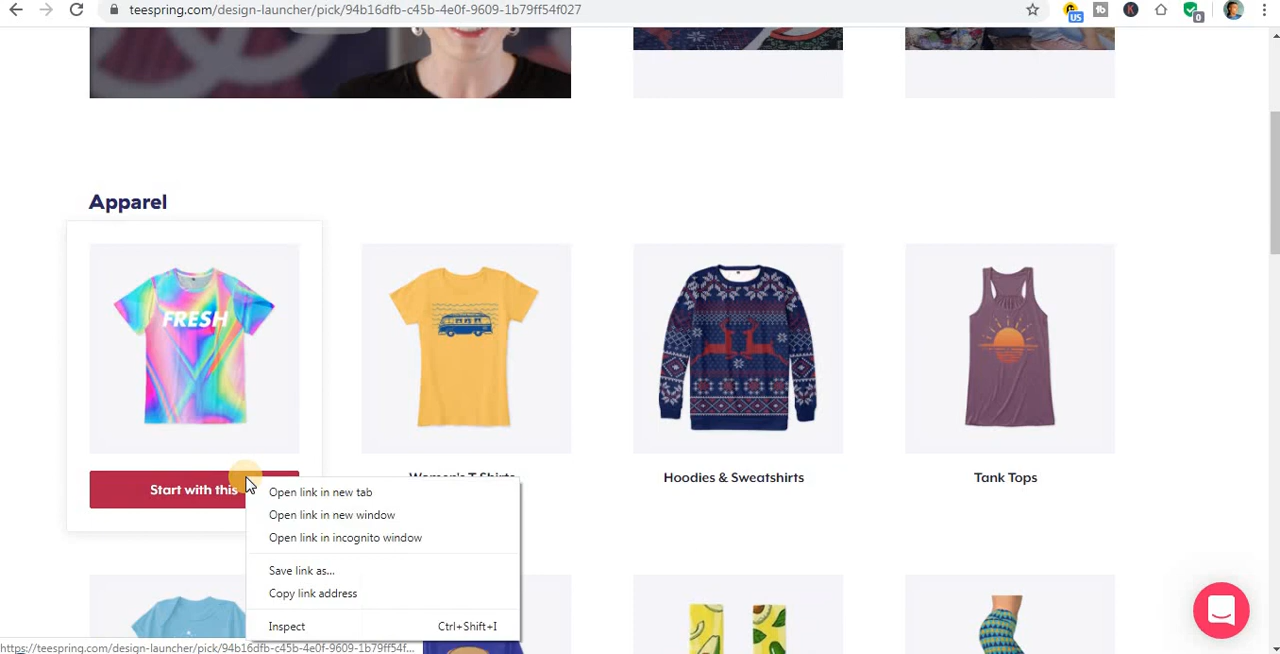 teespring.com/design-launcher/pick/94b16dfb-c45b-4e0f-9609-1b79ff54f027
US
K
0
Apparel
FRESH
Start with this
Women's T-Shirts
Hoodies & Sweatshirts
Tank Tops
Open link in new tab
Open link in new window
Open link in incognito window
Save link as...
Copy link address
Inspect Ctrl+Shift+I
https://teespring.com/design-launcher/pick/94b16dfb-c45b-4e0f-9609-1b79ff54f...